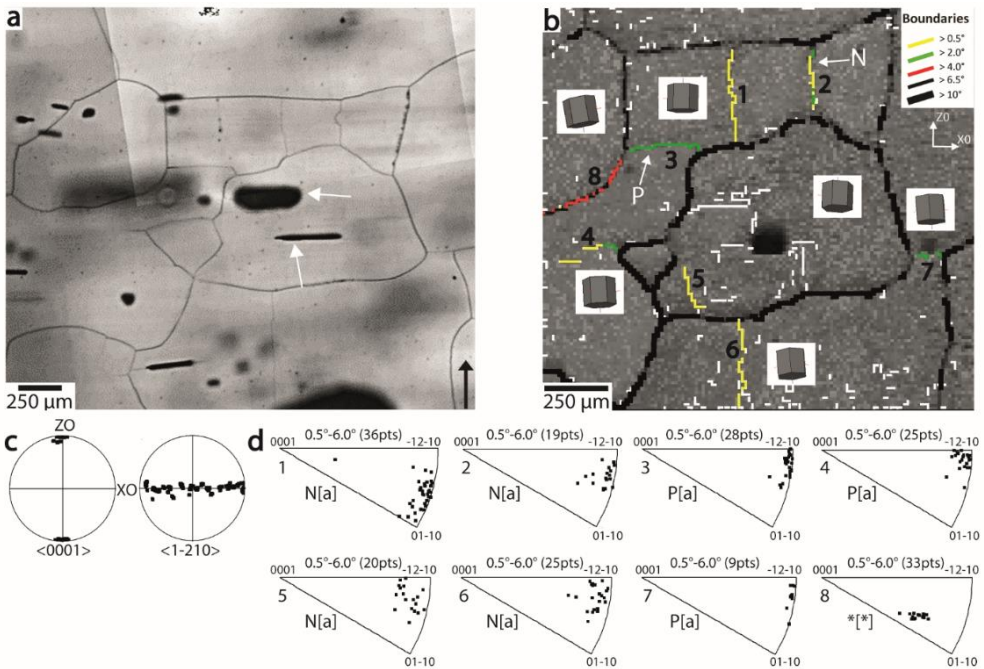 a
250 µm
b
Boundaries
> 0.5°
> 2.0°
> 4.0°
> 6.5°
> 10°
N
1
2
3
P
8
4
5
6
7
Z0
X0
250 µm
c
ZO
XO
<0001>
<1-210>
d
0001 0.5°-6.0° (36pts) -12-10
1
N[a]
01-10
0001 0.5°-6.0° (19pts) -12-10
2
N[a]
01-10
0001 0.5°-6.0° (28pts) -12-10
3
P[a]
01-10
0001 0.5°-6.0° (25pts) -12-10
4
P[a]
01-10
0001 0.5°-6.0° (20pts) -12-10
5
N[a]
01-10
0001 0.5°-6.0° (25pts) -12-10
6
N[a]
01-10
0001 0.5°-6.0° (9pts) -12-10
7
P[a]
01-10
0001 0.5°-6.0° (33pts) -12-10
8
*[*]
01-10